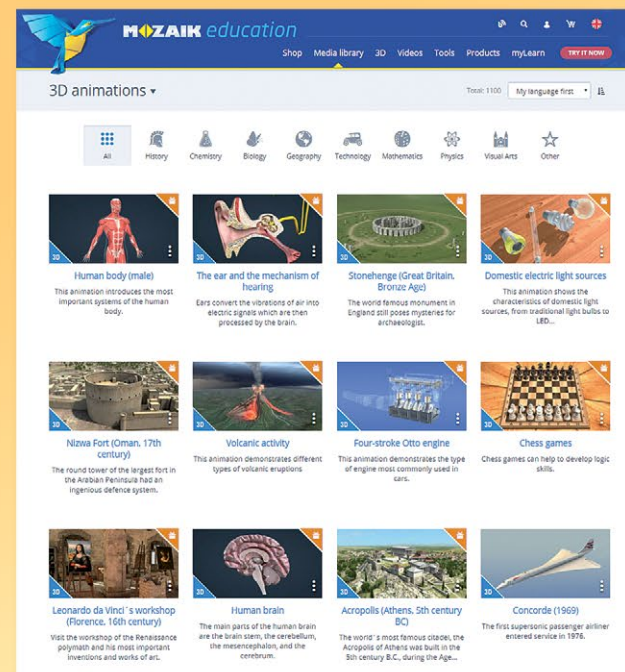 MOZAIK education
Shop Media library 3D Videos Tools Products myLearn TRY IT NOW
3D animations
Total: 1100 My language first
All History Chemistry Biology Geography Technology Mathematics Physics Visual Arts Other
3D 3D 3D 3D
Human body (male)
This animation introduces the most
important systems of the human
body.
The ear and the mechanism of
hearing
Ears convert the vibrations of air into
electric signals which are then
processed by the brain.
Stonehenge (Great Britain,
Bronze Age)
The world famous monument in
England still poses mysteries for
archaeologist.
Domestic electric light sources
This animation shows the
characteristics of domestic light
sources, from traditional light bulbs to
LED...
3D 3D 3D 3D
Nizwa Fort (Oman, 17th
century)
The round tower of the largest fort in
the Arabian Peninsula had an
ingenious defence system.
Volcanic activity
This animation demonstrates different
types of volcanic eruptions
Four-stroke Otto engine
This animation demonstrates the type
of engine most commonly used in
cars.
Chess games
Chess games can help to develop logic
skills.
3D 3D 3D 3D
Leonardo da Vinci´s workshop
(Florence, 16th century)
Visit the workshop of the Renaissance
polymath and his most important
inventions and works of art.
Human brain
The main parts of the human brain
are the brain stem, the cerebellum,
the mesencephalon, and the
cerebrum.
Acropolis (Athens, 5th century
BC)
The world´s most famous citadel, the
Acropolis of Athens was built in the
5th century B.C., during the Age...
Concorde (1969)
The first supersonic passenger airliner
entered service in 1976.